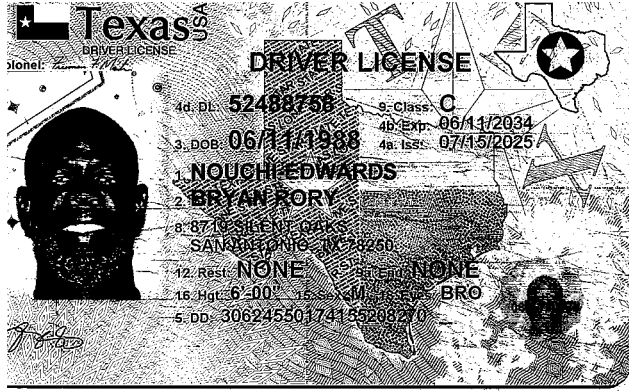 Texas USA
DRIVER LICENSE
DRIVER LICENSE
4d. DL: 52488758 9. Class: C
4b. Exp: 06/11/2034
3. DOB: 06/11/1988 4a. Iss: 07/15/2025
1. NOUCHI-EDWARDS
2. BRYAN RORY
8. 8719 SILENT OAKS
SAN ANTONIO, TX 78250
12. Rest: NONE 9a. End: NONE
16. Hgt: 6'-00" 15. Sex: M 18. Eyes: BRO
5. DD: 30624550174155208270